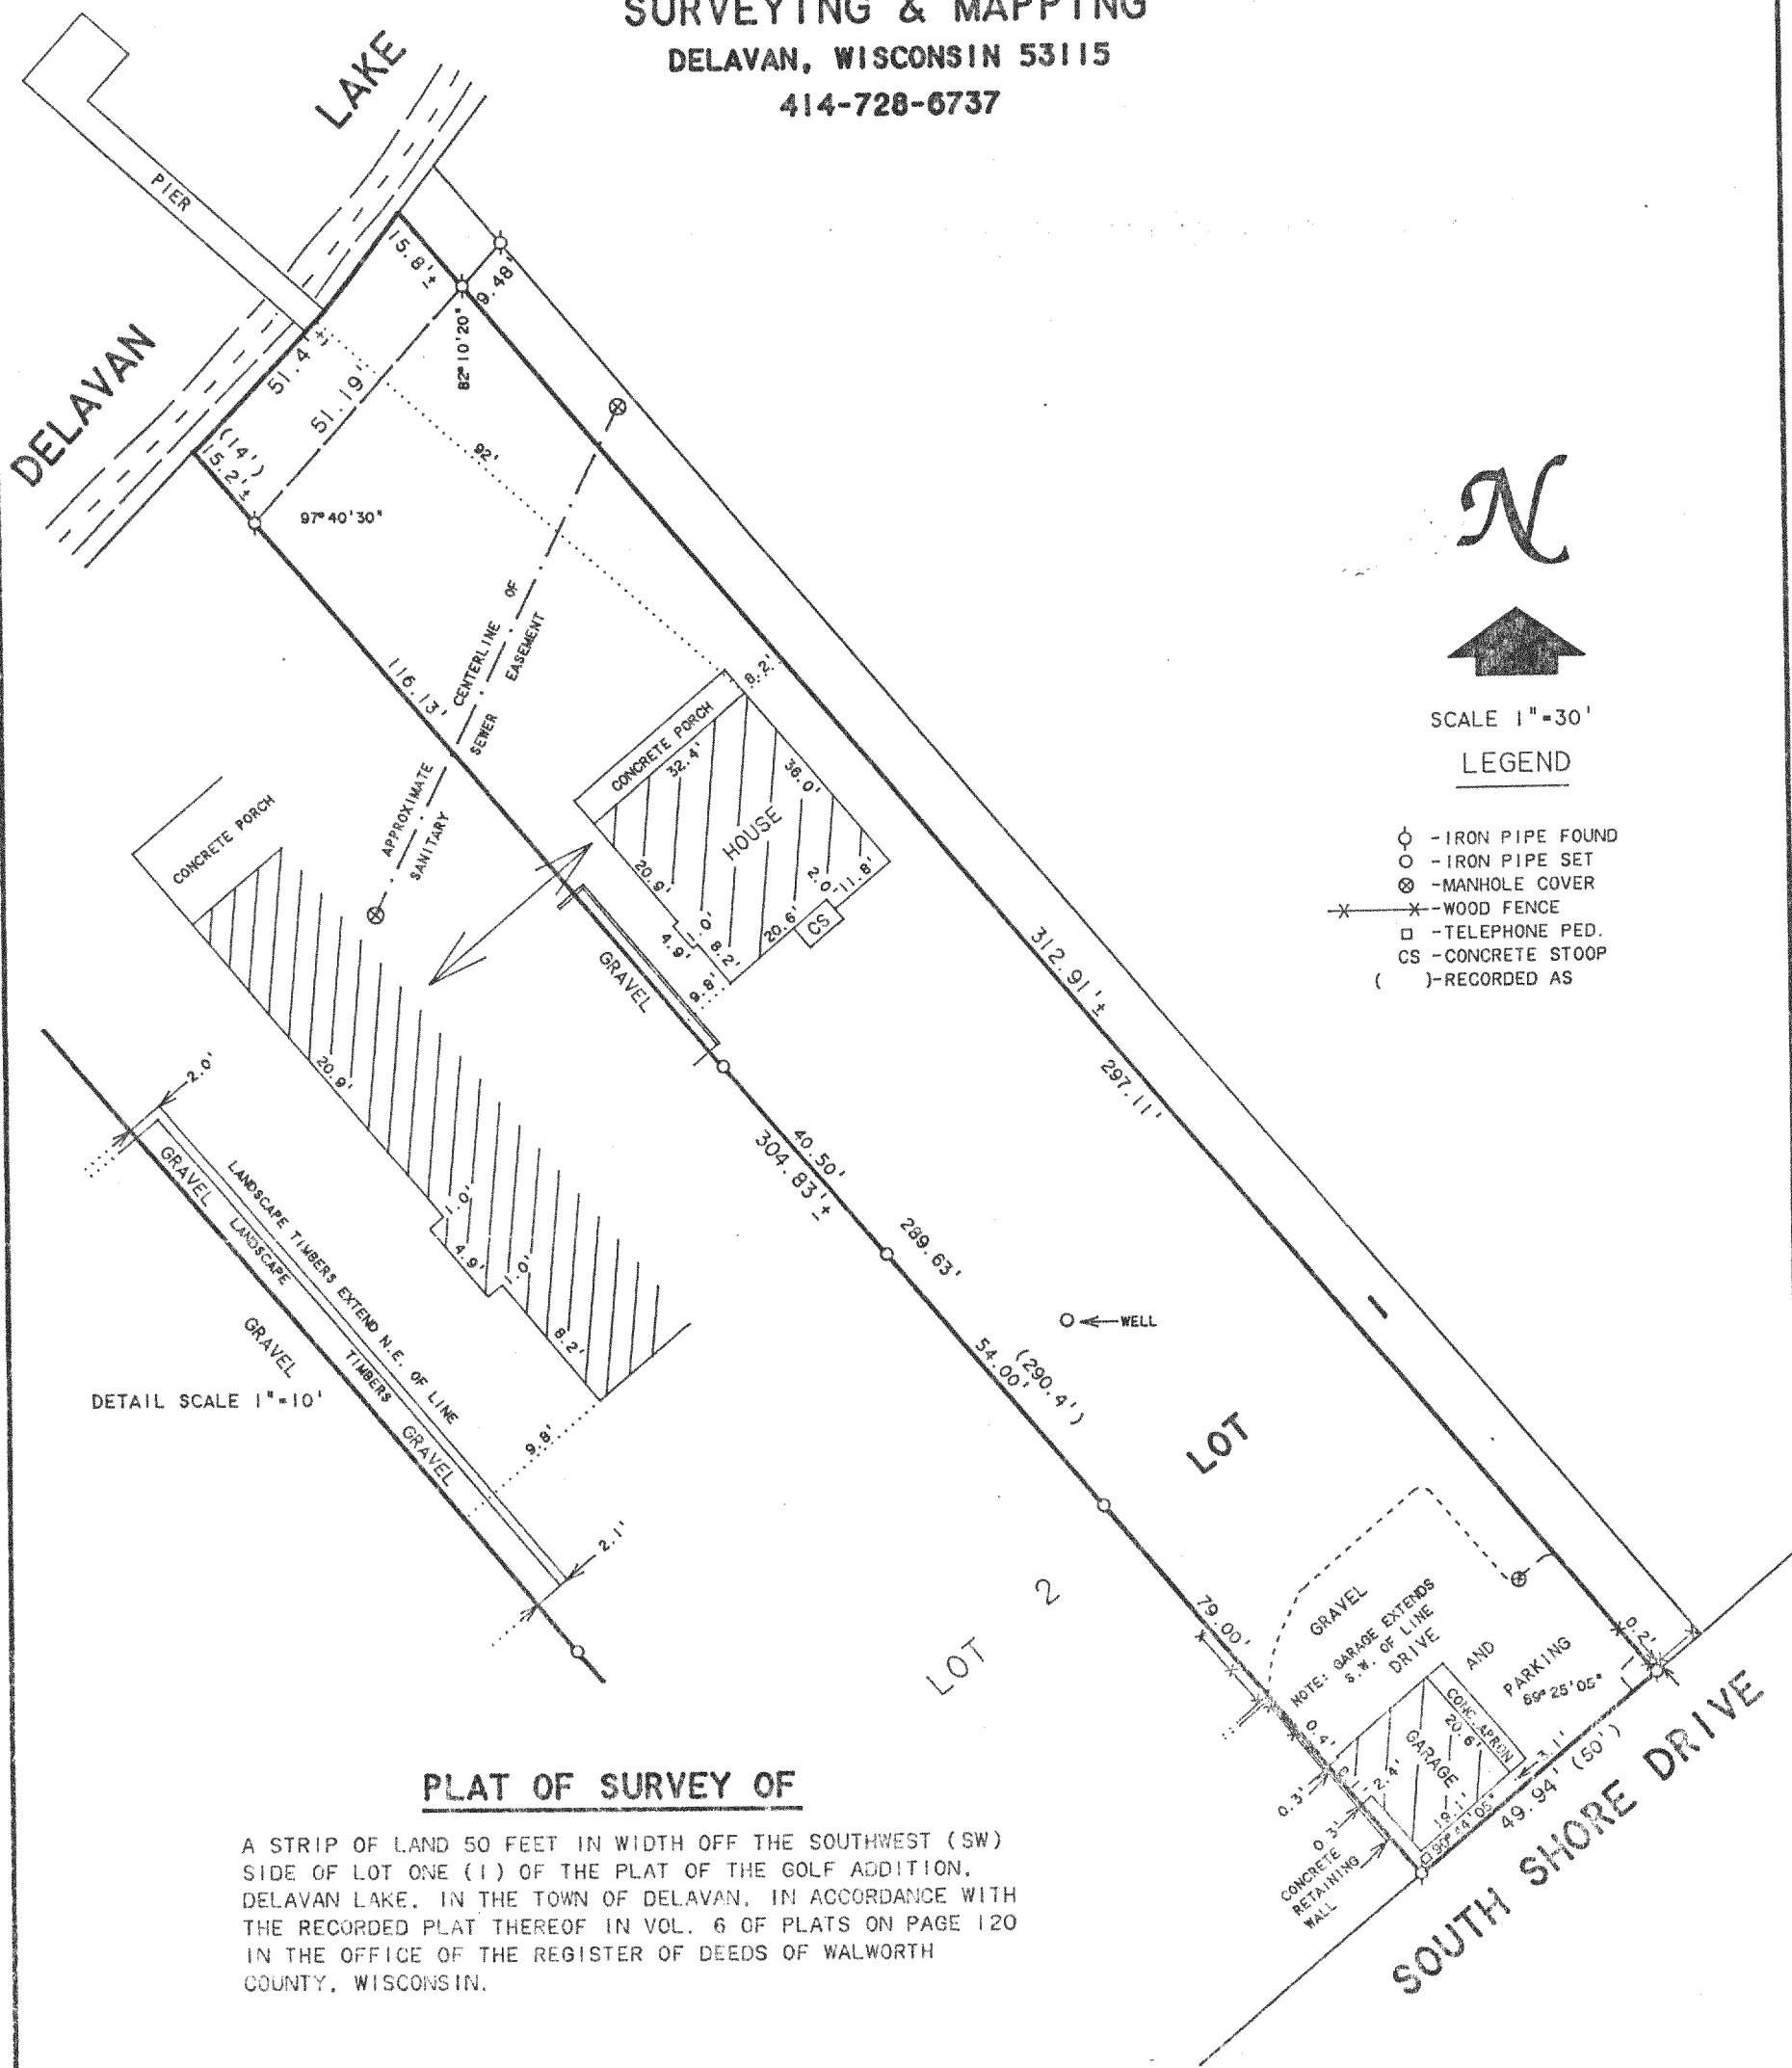 SURVEYING & MAPPING
DELAVAN, WISCONSIN 53115
414-728-6737
LAKE
DELAVAN
PIER
15.8'±
9.48'
82°10'20"
51.4'±
51.19'
(14')
15.2'±
97°40'30"
92'
APPROXIMATE CENTERLINE OF
SANITARY SEWER EASEMENT
116.13'
8.2'
CONCRETE PORCH
32.4'
36.0'
HOUSE
20.9'
1.0'
4.9'
8.2'
2.0'
11.8'
20.6'
CS
9.8'
GRAVEL
N
SCALE 1"=30'
LEGEND
-IRON PIPE FOUND
-IRON PIPE SET
-MANHOLE COVER
-WOOD FENCE
-TELEPHONE PED.
CS -CONCRETE STOOP
( )-RECORDED AS
312.91'±
297.11'
CONCRETE PORCH
20.9'
1.0'
4.9'
1.0'
8.2'
9.8'
2.0'
GRAVEL
LANDSCAPE TIMBERS EXTEND N.E. OF LINE
LANDSCAPE TIMBERS
GRAVEL
GRAVEL
2.1'
DETAIL SCALE 1"=10'
40.50'
304.83'±
289.63'
WELL
54.00'
(290.4')
LOT 1
LOT 2
79.00'
GRAVEL
DRIVE
AND
PARKING
NOTE: GARAGE EXTENDS
S.W. OF LINE
0.2'
89°25'05"
CONC. APRON
20.6'
GARAGE
0.4'
0.3'
2.4'
19.1'
3.1'
90°44'05"
49.94' (50')
0.3'
CONCRETE
RETAINING
WALL
SOUTH SHORE DRIVE
PLAT OF SURVEY OF
A STRIP OF LAND 50 FEET IN WIDTH OFF THE SOUTHWEST (SW)
SIDE OF LOT ONE (1) OF THE PLAT OF THE GOLF ADDITION,
DELAVAN LAKE, IN THE TOWN OF DELAVAN, IN ACCORDANCE WITH
THE RECORDED PLAT THEREOF IN VOL. 6 OF PLATS ON PAGE 120
IN THE OFFICE OF THE REGISTER OF DEEDS OF WALWORTH
COUNTY, WISCONSIN.